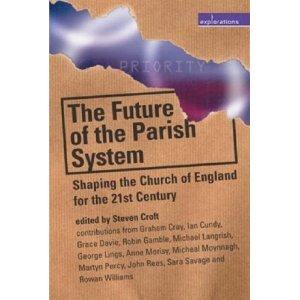 explorations
PRIORITY
The Future
of the Parish
System
Shaping the Church of England
for the 21st Century
edited by Steven Croft
contributions from Graham Cray, Ian Cundy,
Grace Davie, Robin Gamble, Michael Langrish,
George Lings, Anne Morisy, Micheal Moynnagh,
Martyn Percy, John Rees, Sara Savage and
Rowan Williams